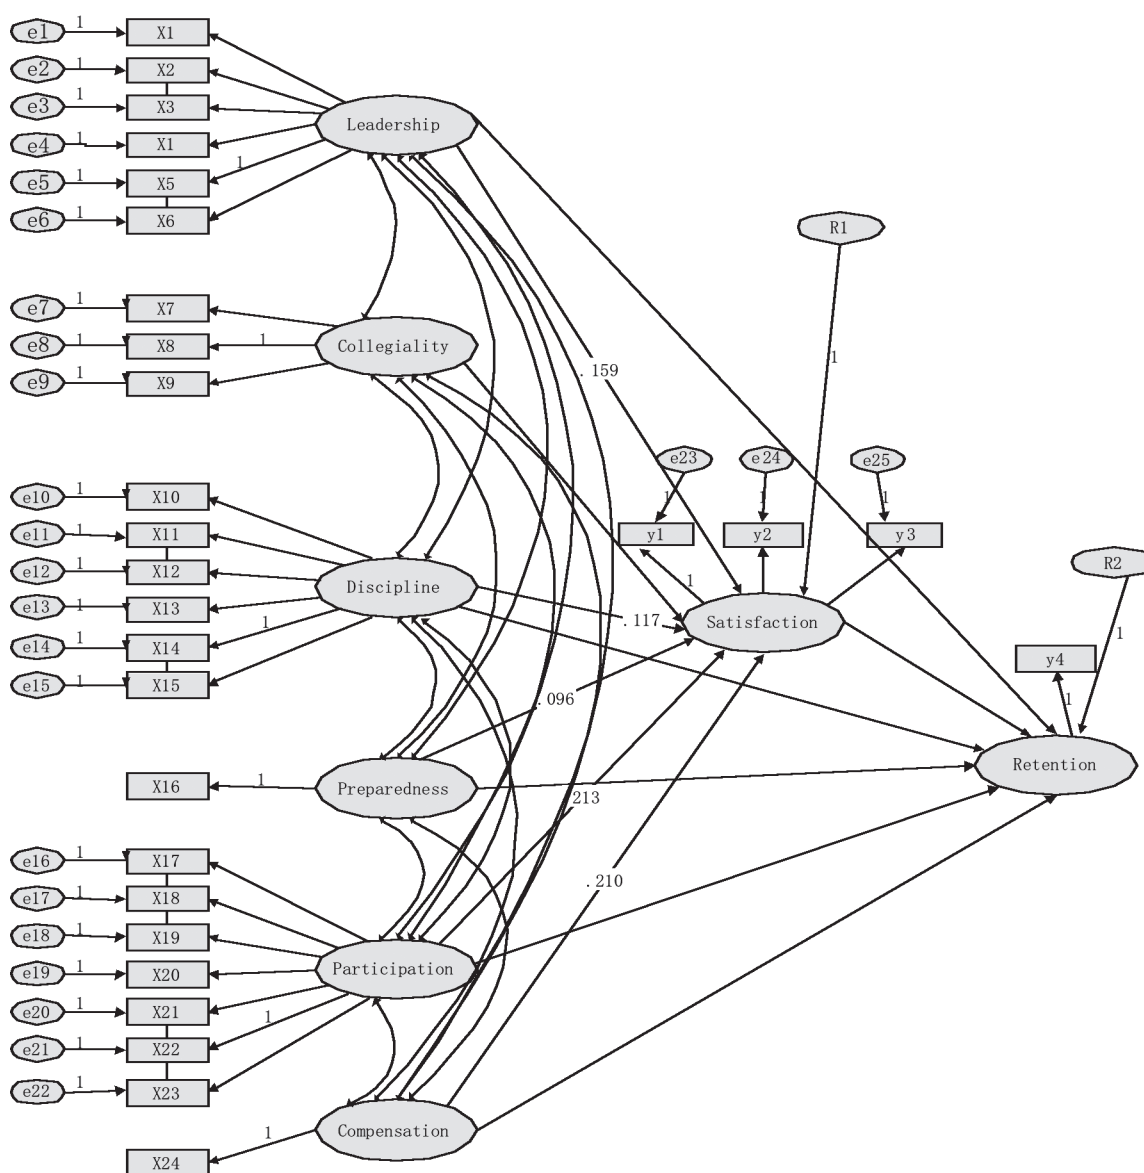 e1 1 X1
e2 1 X2
e3 1 X3
e4 1 X1
e5 1 X5
e6 1 X6
1
Leadership
R1
1
e7 1 X7
e8 1 X8 1
e9 1 X9
Collegiality
.159
e23 e24 e25
1 1 1
y1 y2 y3
1
e10 1 X10
e11 1 X11
e12 1 X12
e13 1 X13
e14 1 X14 1
e15 1 X15
Discipline
.117
Satisfaction
R2
1
y4
1
.096
Retention
X16 1
Preparedness
213
.210
e16 1 X17
e17 1 X18
e18 1 X19
e19 1 X20
e20 1 X21
e21 1 X22 1
e22 1 X23
Participation
Compensation
X24 1